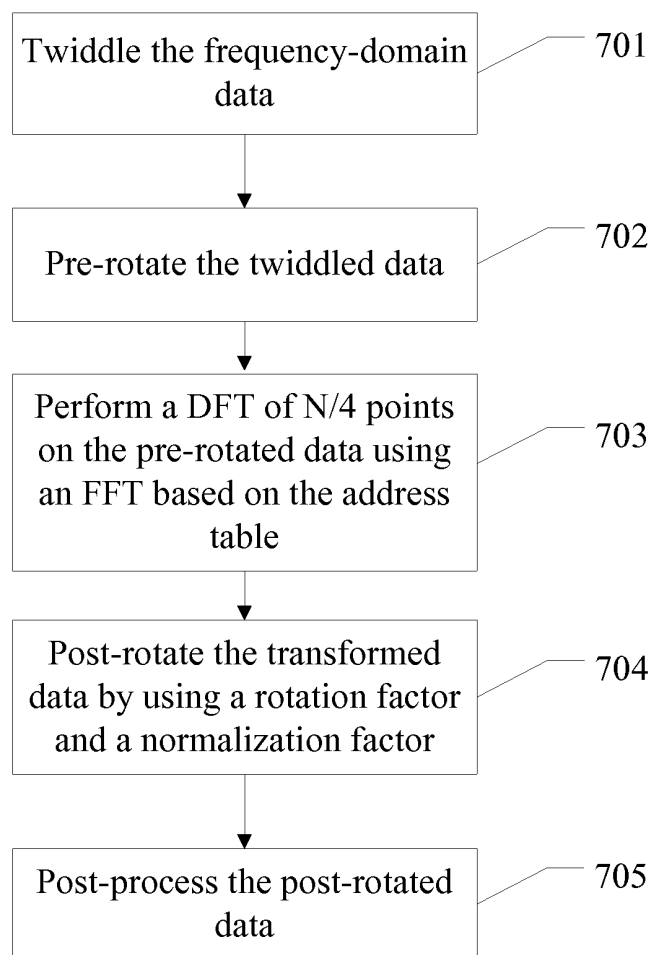 Twiddle the frequency-domain
data
701
Pre-rotate the twiddled data
702
Perform a DFT of N/4 points
on the pre-rotated data using
an FFT based on the address
table
703
Post-rotate the transformed
data by using a rotation factor
and a normalization factor
704
Post-process the post-rotated
data
705